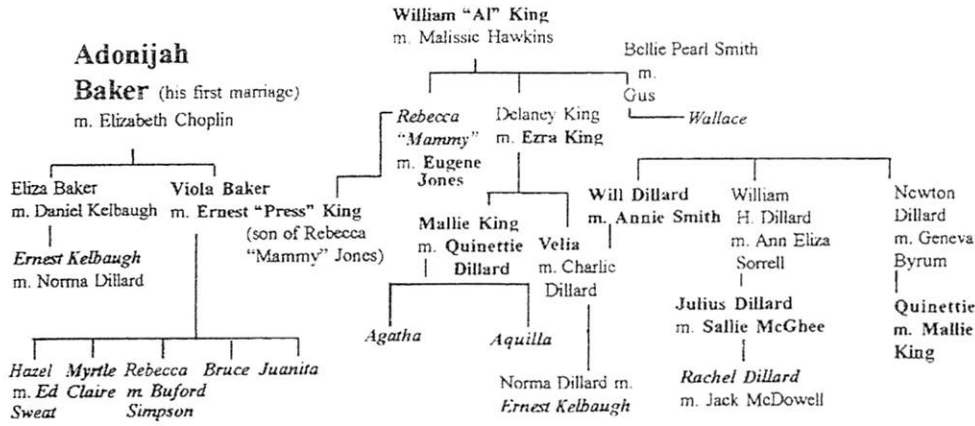 William "Al" King
m. Malissic Hawkins
Adonijah
Baker (his first marriage)
m. Elizabeth Choplin
Bellie Pearl Smith
m.
Gus
Wallace
Rebecca
"Mammy"
m. Eugene
Jones
Delaney King
m. Ezra King
Eliza Baker
m. Daniel Kelbaugh
Ernest Kelbaugh
m. Norma Dillard
Viola Baker
m. Ernest "Press" King
(son of Rebecca
"Mammy" Jones)
Mallie King
m. Quinettie
Dillard
Velia
m. Charlie
Dillard
Will Dillard
m. Annie Smith
William
H. Dillard
m. Ann Eliza
Sorrell
Newton
Dillard
m. Geneva
Byrum
Julius Dillard
m. Sallie McGhee
Quinettie
m. Mallie
King
Agatha
Aquilla
Hazel
m. Ed
Sweat
Myrtle
Claire
Rebecca
m. Buford
Simpson
Bruce
Juanita
Norma Dillard m.
Ernest Kelbaugh
Rachel Dillard
m. Jack McDowell